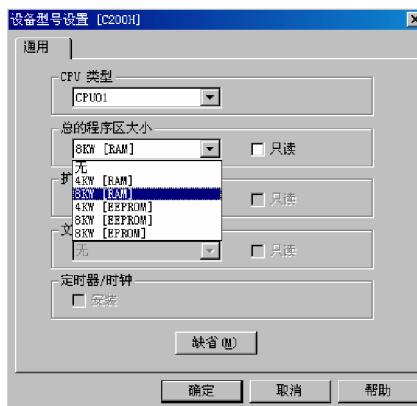 设备型号设置 [C200H]
通用
CPU 类型
CPU01
总的程序区大小
8KW [RAM]
只读
无
4KW [RAM]
8KW [RAM]
4KW [EEPROM]
8KW [EEPROM]
8KW [EPROM]
扩
只读
文
无
只读
定时器/时钟
安装
缺省(M)
确定
取消
帮助